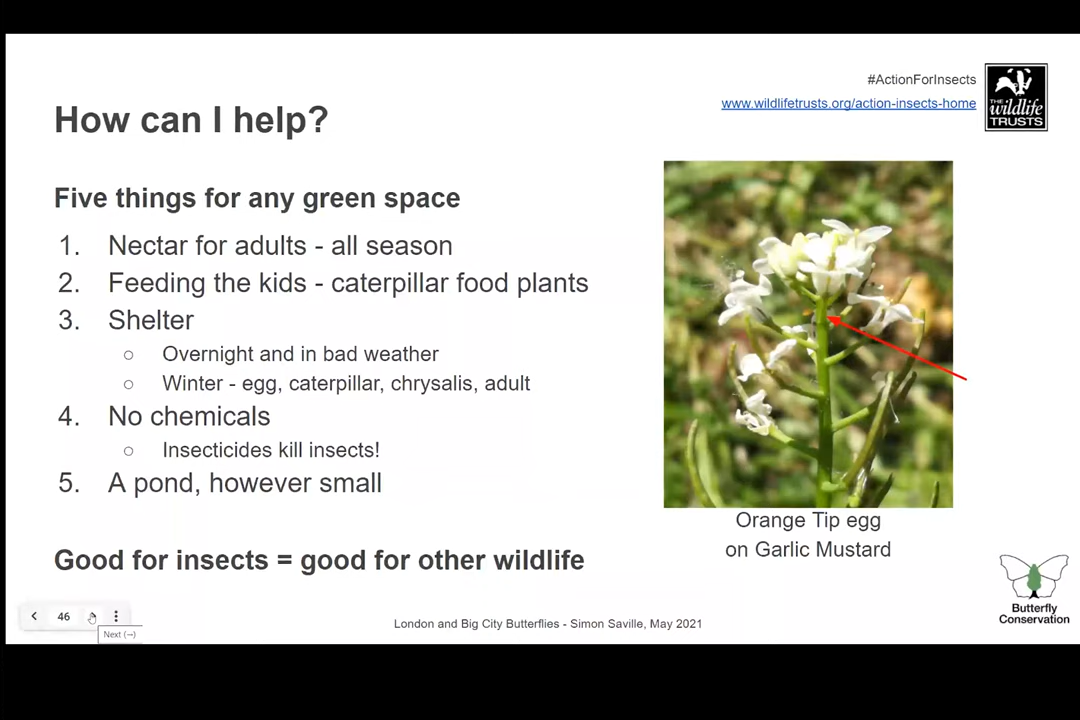 #ActionForInsects
www.wildlifetrusts.org/action-insects-home
THE
wildlife
TRUSTS
How can I help?
Five things for any green space
1. Nectar for adults - all season
2. Feeding the kids - caterpillar food plants
3. Shelter
○ Overnight and in bad weather
○ Winter - egg, caterpillar, chrysalis, adult
4. No chemicals
○ Insecticides kill insects!
5. A pond, however small
Good for insects = good for other wildlife
Orange Tip egg
on Garlic Mustard
Butterfly
Conservation
46
Next (→)
London and Big City Butterflies - Simon Saville, May 2021